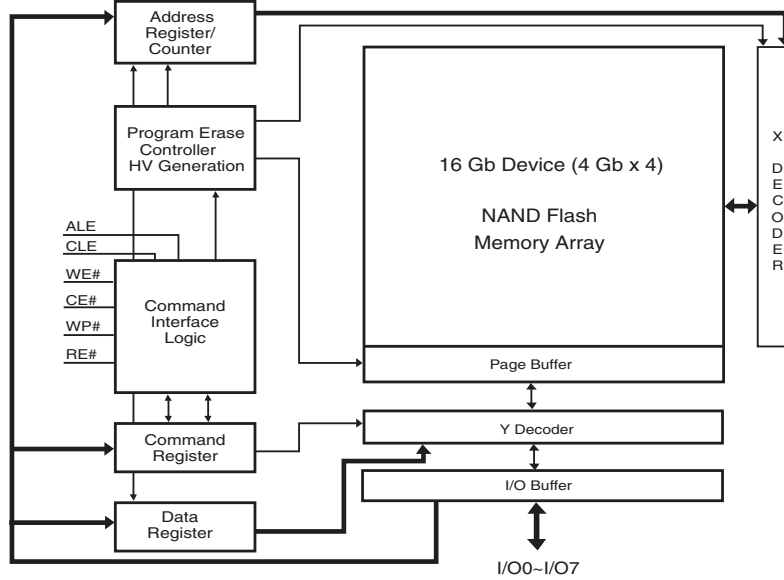 Address
Register/
Counter
Program Erase
Controller
HV Generation
16 Gb Device (4 Gb x 4)
NAND Flash
Memory Array
X
D
E
C
O
D
E
R
ALE
CLE
WE#
CE#
WP#
RE#
Command
Interface
Logic
Page Buffer
Command
Register
Y Decoder
I/O Buffer
Data
Register
I/O0~I/O7